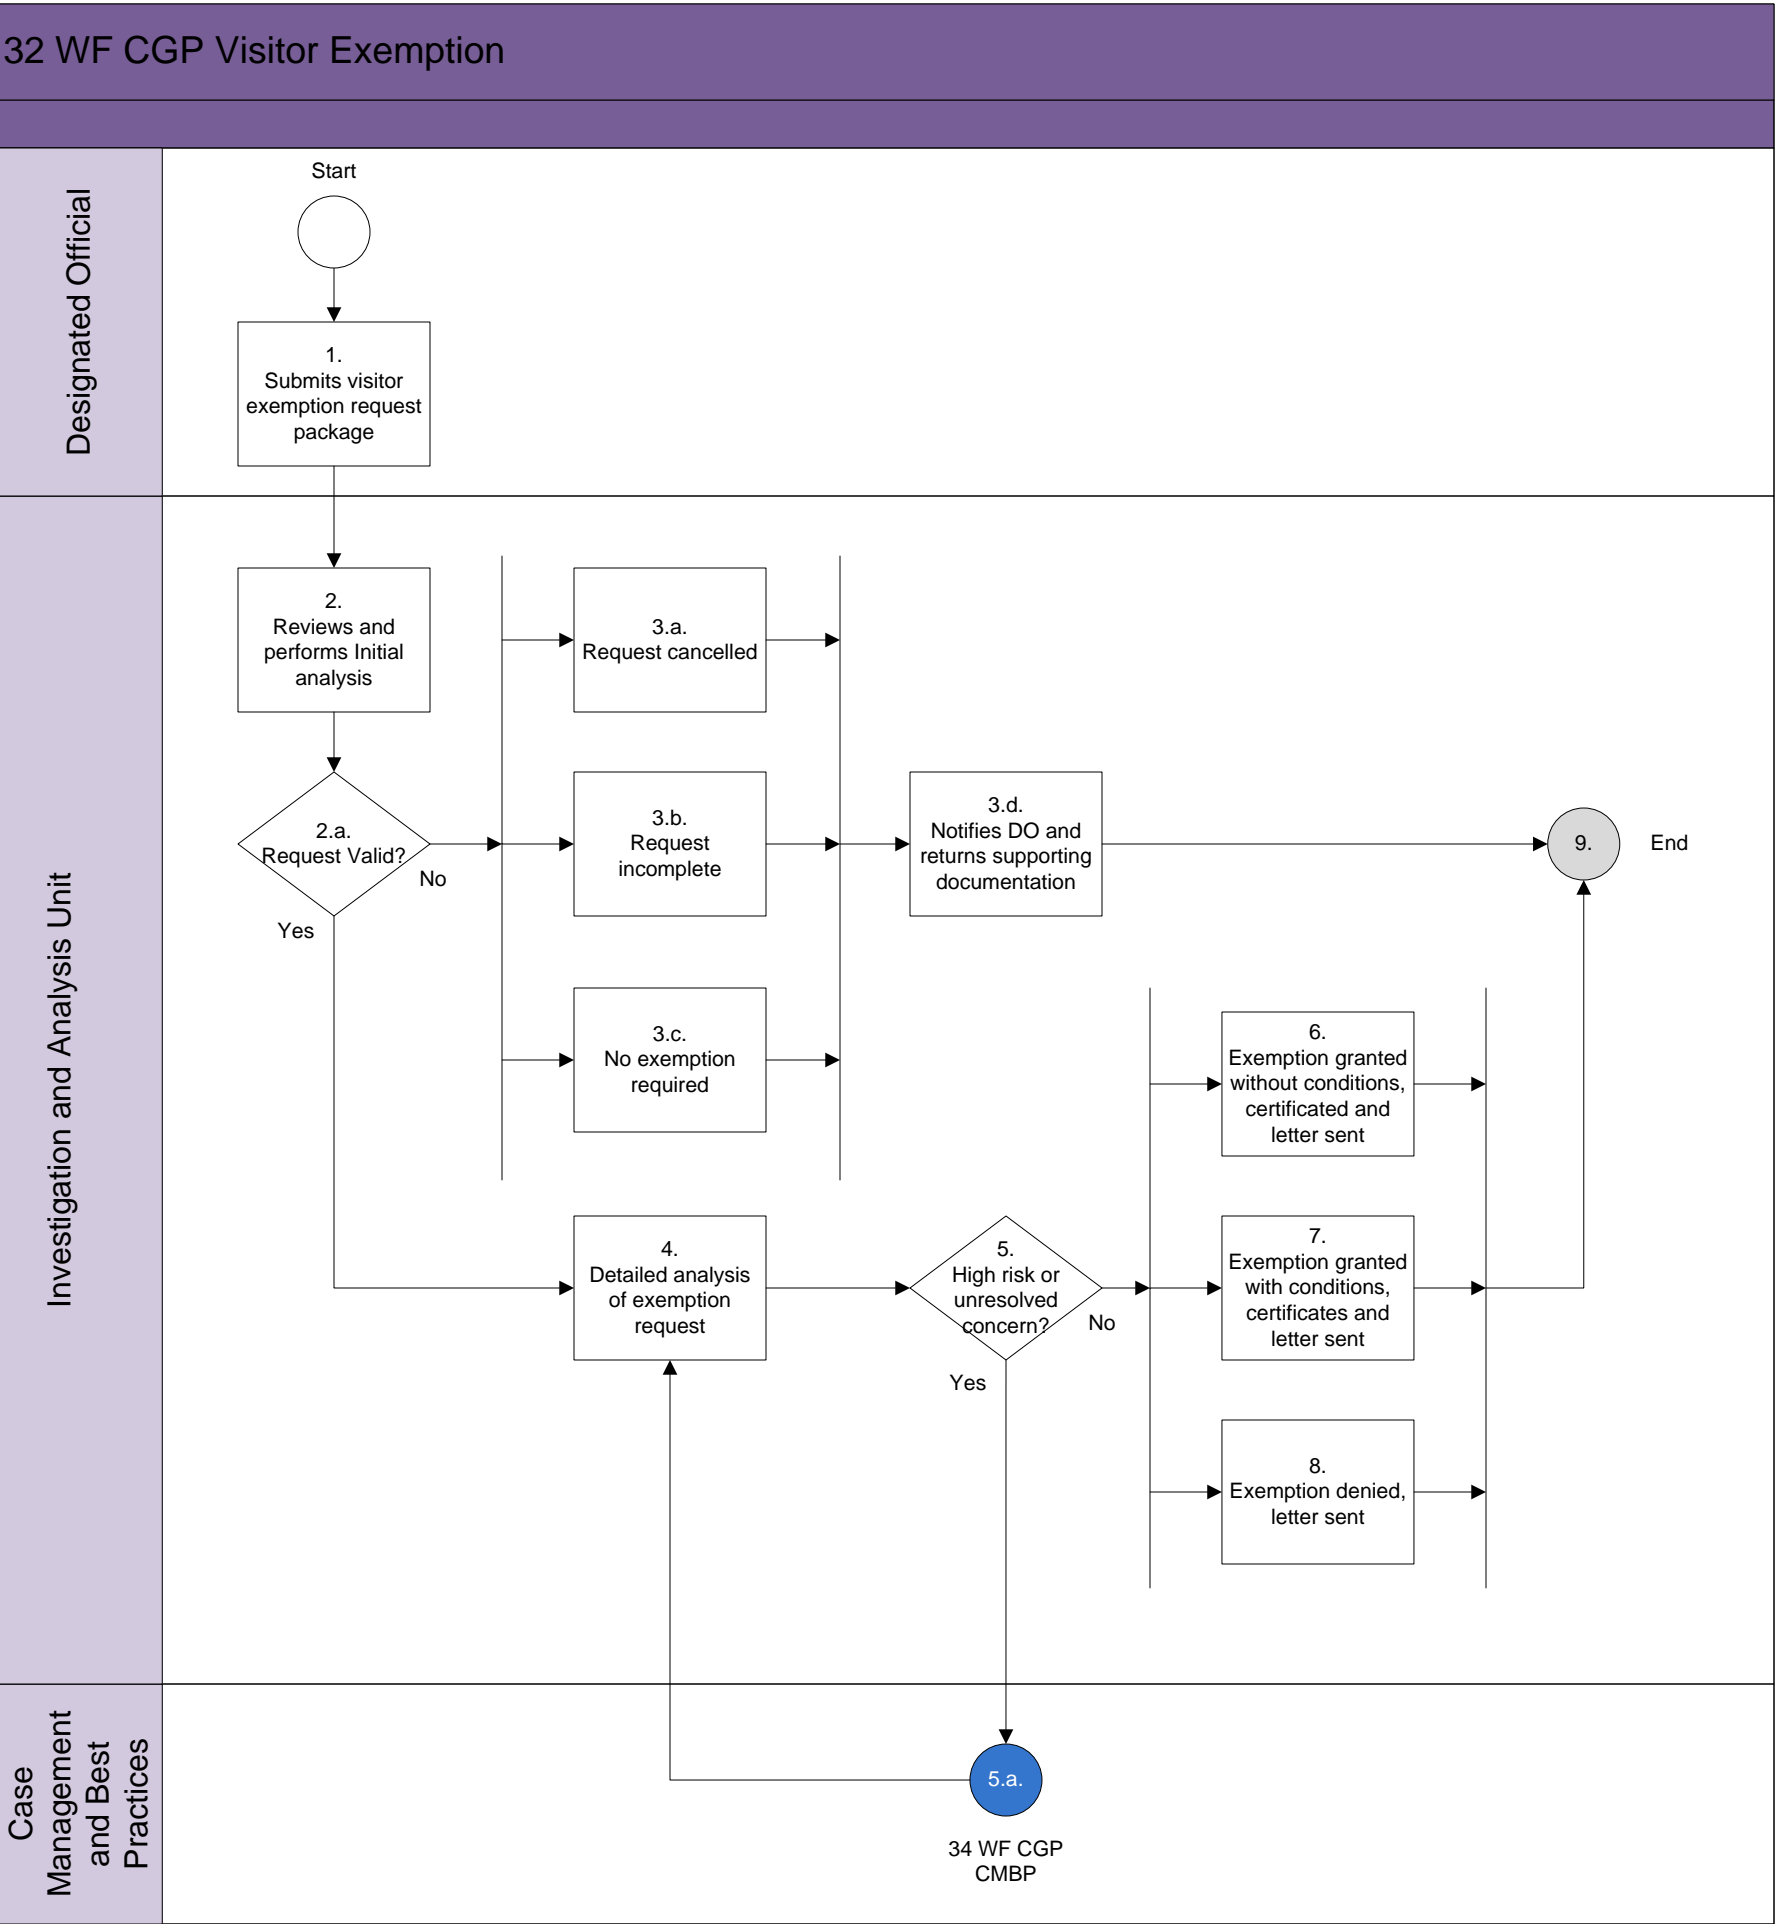 32 WF CGP Visitor Exemption
Designated Official
Start
1.
Submits visitor
exemption request
package
Investigation and Analysis Unit
2.
Reviews and
performs Initial
analysis
2.a.
Request Valid?
No
Yes
3.a.
Request cancelled
3.b.
Request
incomplete
3.c.
No exemption
required
3.d.
Notifies DO and
returns supporting
documentation
9.
End
4.
Detailed analysis
of exemption
request
5.
High risk or
unresolved
concern?
No
Yes
6.
Exemption granted
without conditions,
certificated and
letter sent
7.
Exemption granted
with conditions,
certificates and
letter sent
8.
Exemption denied,
letter sent
Case
Management
and Best
Practices
5.a.
34 WF CGP
CMBP